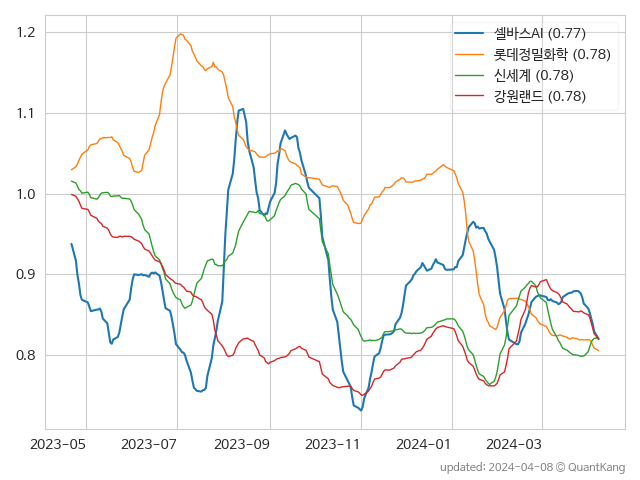 셀바스AI (0.77)
롯데정밀화학 (0.78)
신세계 (0.78)
강원랜드 (0.78)
1.2
1.1
1.0
0.9
0.8
2023-05 2023-07 2023-09 2023-11 2024-01 2024-03
updated: 2024-04-08 © QuantKang